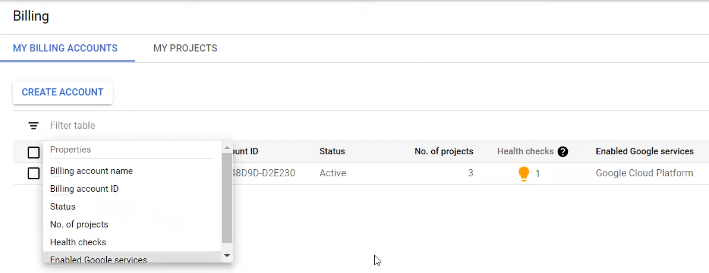 Billing
MY BILLING ACCOUNTS MY PROJECTS
CREATE ACCOUNT
Filter table
Properties
ount ID Status No. of projects Health checks ? Enabled Google services
Billing account name
48D9D-D2E230 Active 3 1 Google Cloud Platform
Billing account ID
Status
No. of projects
Health checks
Enabled Google services